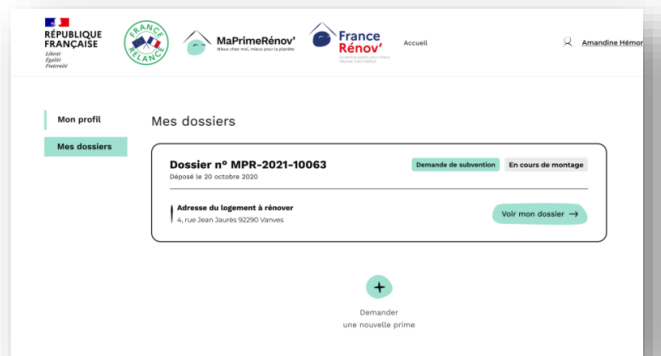 RÉPUBLIQUE
FRANÇAISE
Liberté
Égalité
Fraternité
FRANCE
RELANCE
MaPrimeRénov'
Mieux chez moi, mieux pour la planète
France
Rénov'
Accueil
Amandine Hémor
Mon profil
Mes dossiers
Mes dossiers
Dossier n° MPR-2021-10063
Déposé le 20 octobre 2020
Demande de subvention
En cours de montage
Adresse du logement à rénover
4, rue Jean Jaurès 92290 Vanves
Voir mon dossier →
Demander
une nouvelle prime